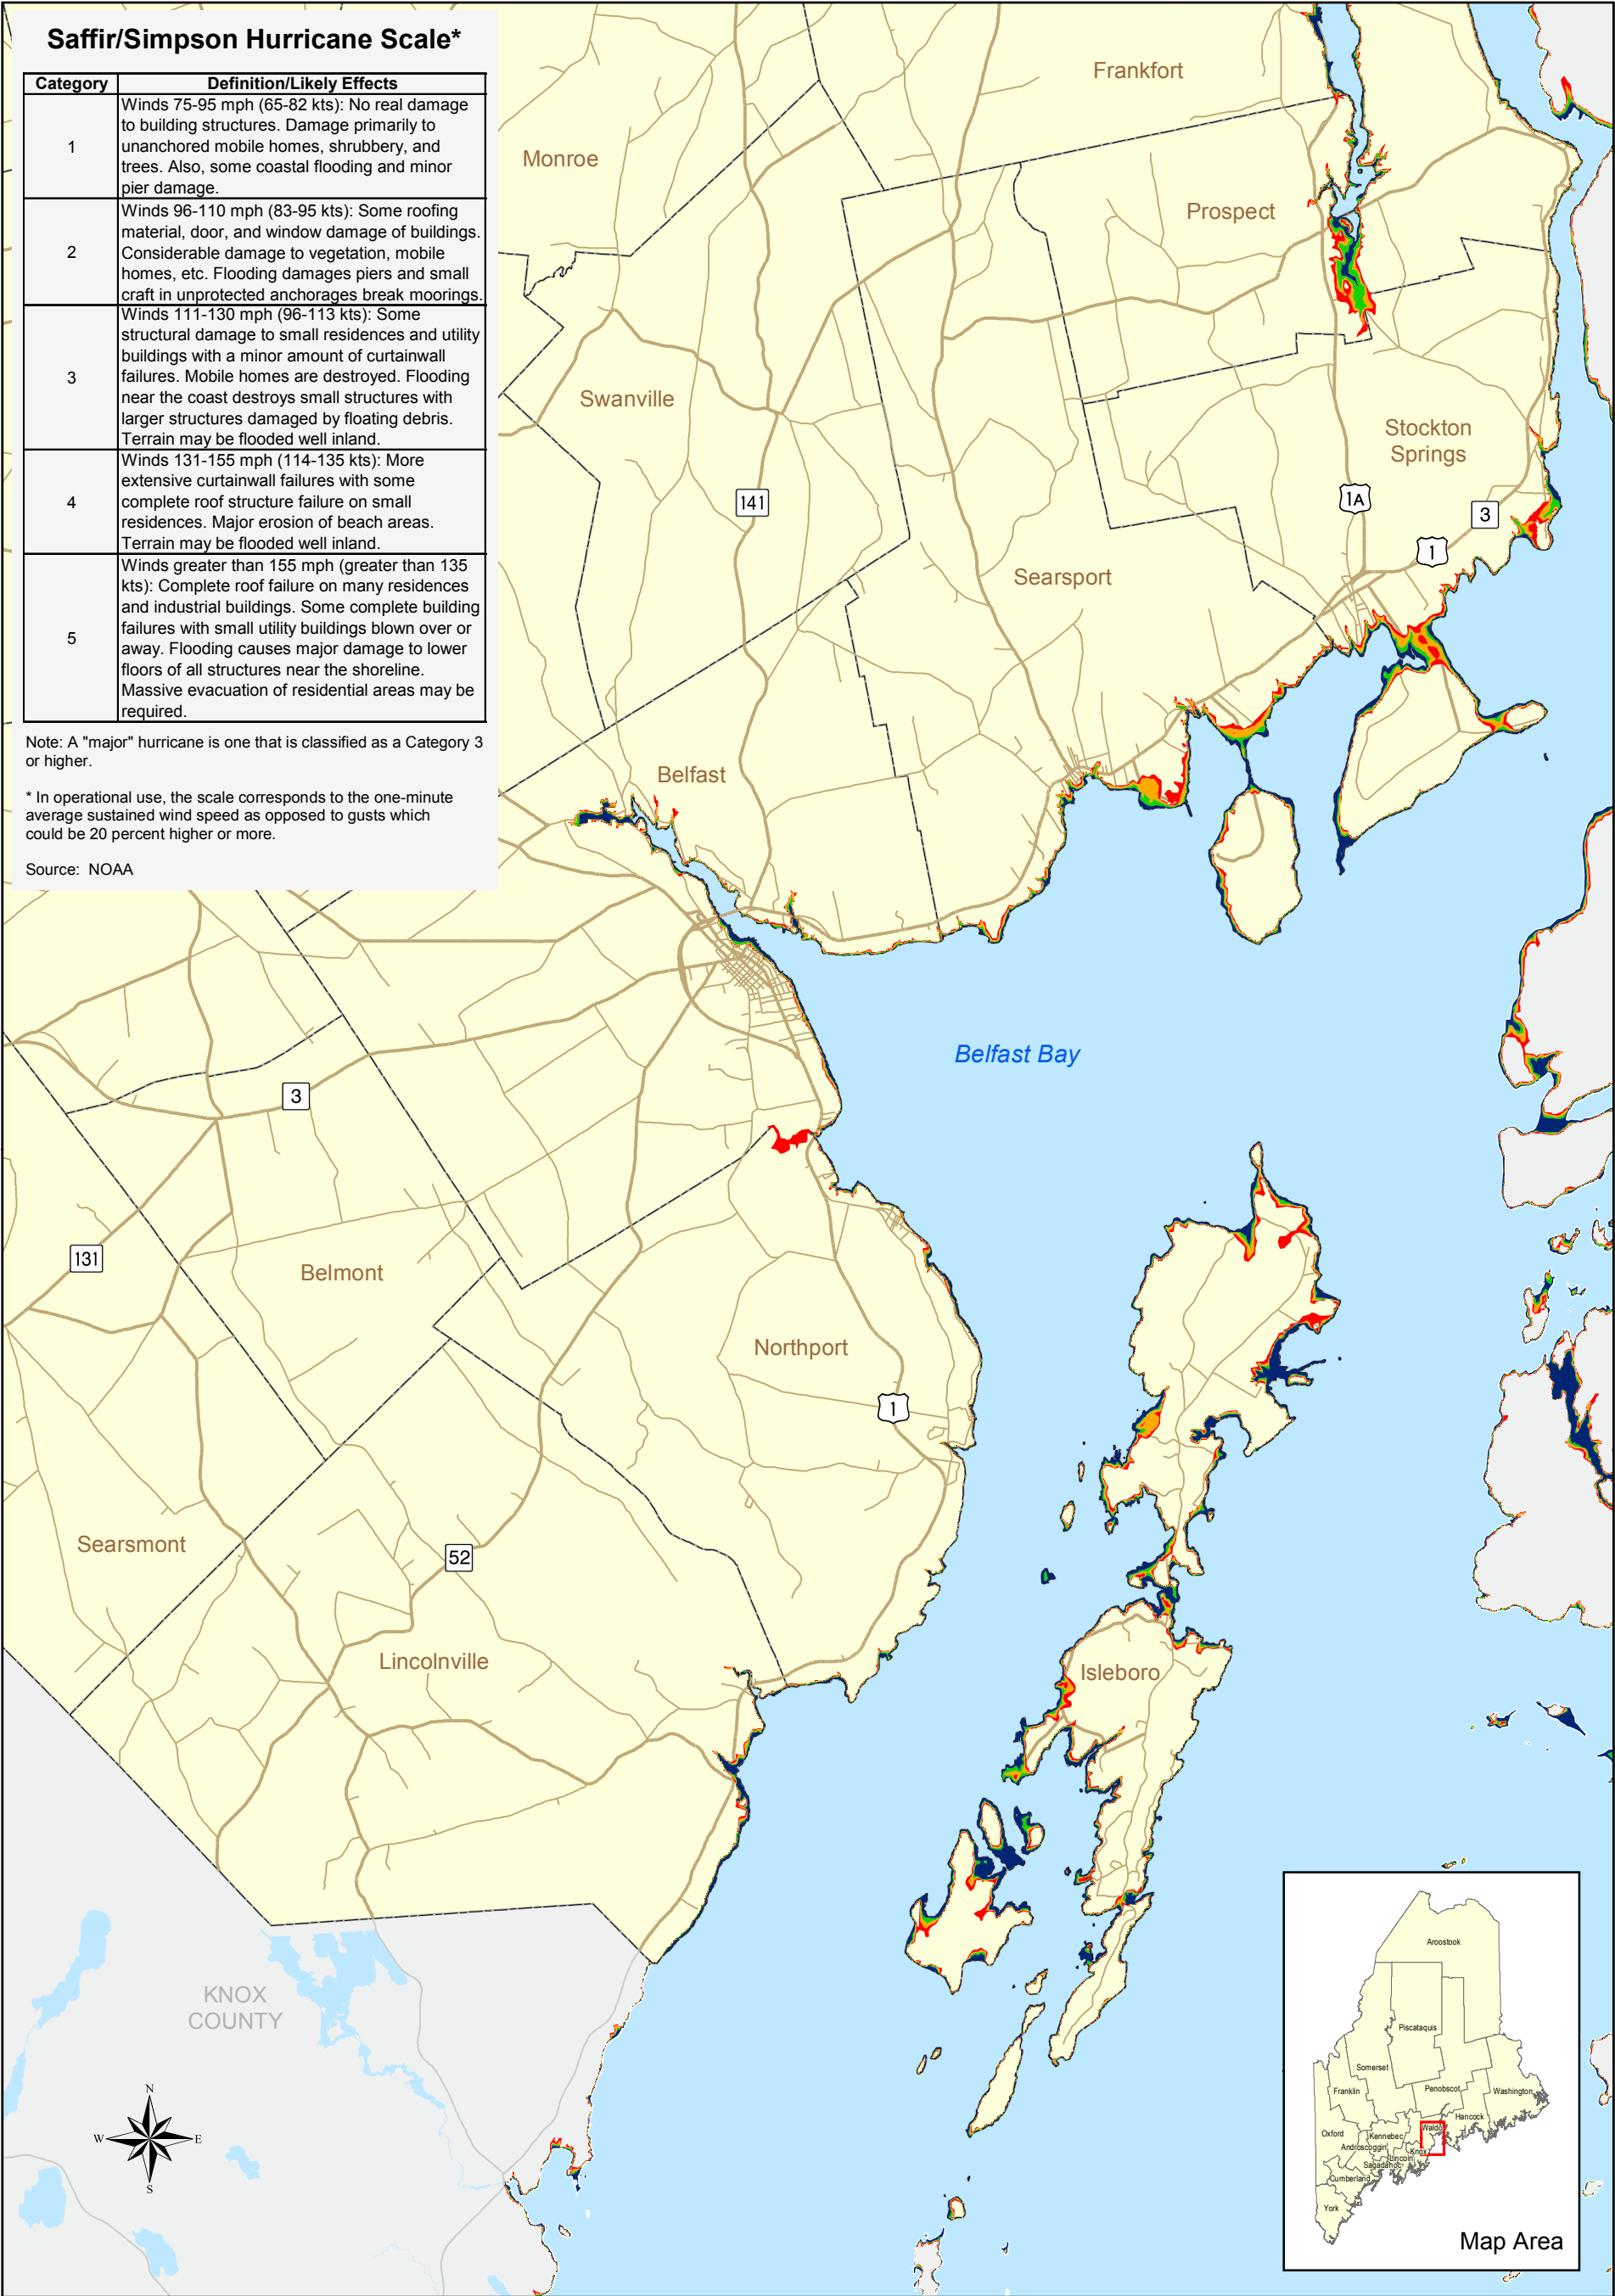 Saffir/Simpson Hurricane Scale*
Category
Definition/Likely Effects
1
Winds 75-95 mph (65-82 kts): No real damage
to building structures. Damage primarily to
unanchored mobile homes, shrubbery, and
trees. Also, some coastal flooding and minor
pier damage.
2
Winds 96-110 mph (83-95 kts): Some roofing
material, door, and window damage of buildings.
Considerable damage to vegetation, mobile
homes, etc. Flooding damages piers and small
craft in unprotected anchorages break moorings.
3
Winds 111-130 mph (96-113 kts): Some
structural damage to small residences and utility
buildings with a minor amount of curtainwall
failures. Mobile homes are destroyed. Flooding
near the coast destroys small structures with
larger structures damaged by floating debris.
Terrain may be flooded well inland.
4
Winds 131-155 mph (114-135 kts): More
extensive curtainwall failures with some
complete roof structure failure on small
residences. Major erosion of beach areas.
Terrain may be flooded well inland.
5
Winds greater than 155 mph (greater than 135
kts): Complete roof failure on many residences
and industrial buildings. Some complete building
failures with small utility buildings blown over or
away. Flooding causes major damage to lower
floors of all structures near the shoreline.
Massive evacuation of residential areas may be
required.
Note: A "major" hurricane is one that is classified as a Category 3
or higher.
* In operational use, the scale corresponds to the one-minute
average sustained wind speed as opposed to gusts which
could be 20 percent higher or more.
Source: NOAA
Frankfort
Monroe
Prospect
Swanville
Stockton
Springs
141
1A
3
1
Searsport
Belfast
Belfast Bay
3
131
Belmont
Northport
1
Searsmont
52
Lincolnville
Isleboro
KNOX
COUNTY
N
W
E
S
Aroostook
Piscataquis
Somerset
Franklin
Penobscot
Washington
Hancock
Waldo
Oxford
Kennebec
Androscoggin
Knox
Lincoln
Sagadahoc
Cumberland
York
Map Area